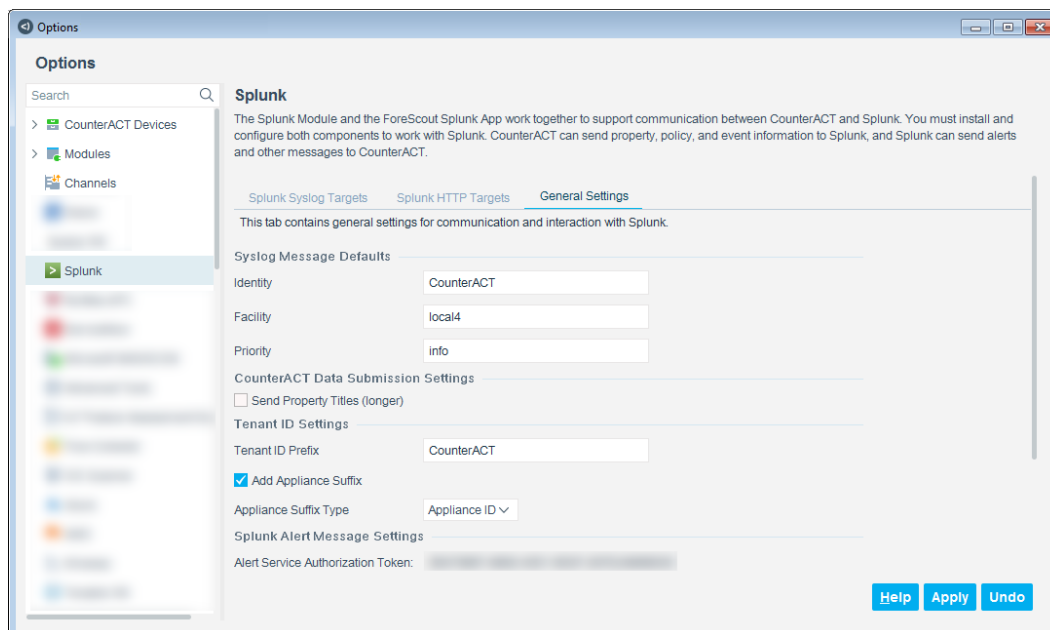 Options
Options
Search
CounterACT Devices
Modules
Channels
Splunk
Splunk
The Splunk Module and the ForeScout Splunk App work together to support communication between CounterACT and Splunk. You must install and
configure both components to work with Splunk. CounterACT can send property, policy, and event information to Splunk, and Splunk can send alerts
and other messages to CounterACT.
Splunk Syslog Targets Splunk HTTP Targets General Settings
This tab contains general settings for communication and interaction with Splunk.
Syslog Message Defaults
Identity CounterACT
Facility local4
Priority info
CounterACT Data Submission Settings
Send Property Titles (longer)
Tenant ID Settings
Tenant ID Prefix CounterACT
Add Appliance Suffix
Appliance Suffix Type Appliance ID
Splunk Alert Message Settings
Alert Service Authorization Token:
Help Apply Undo